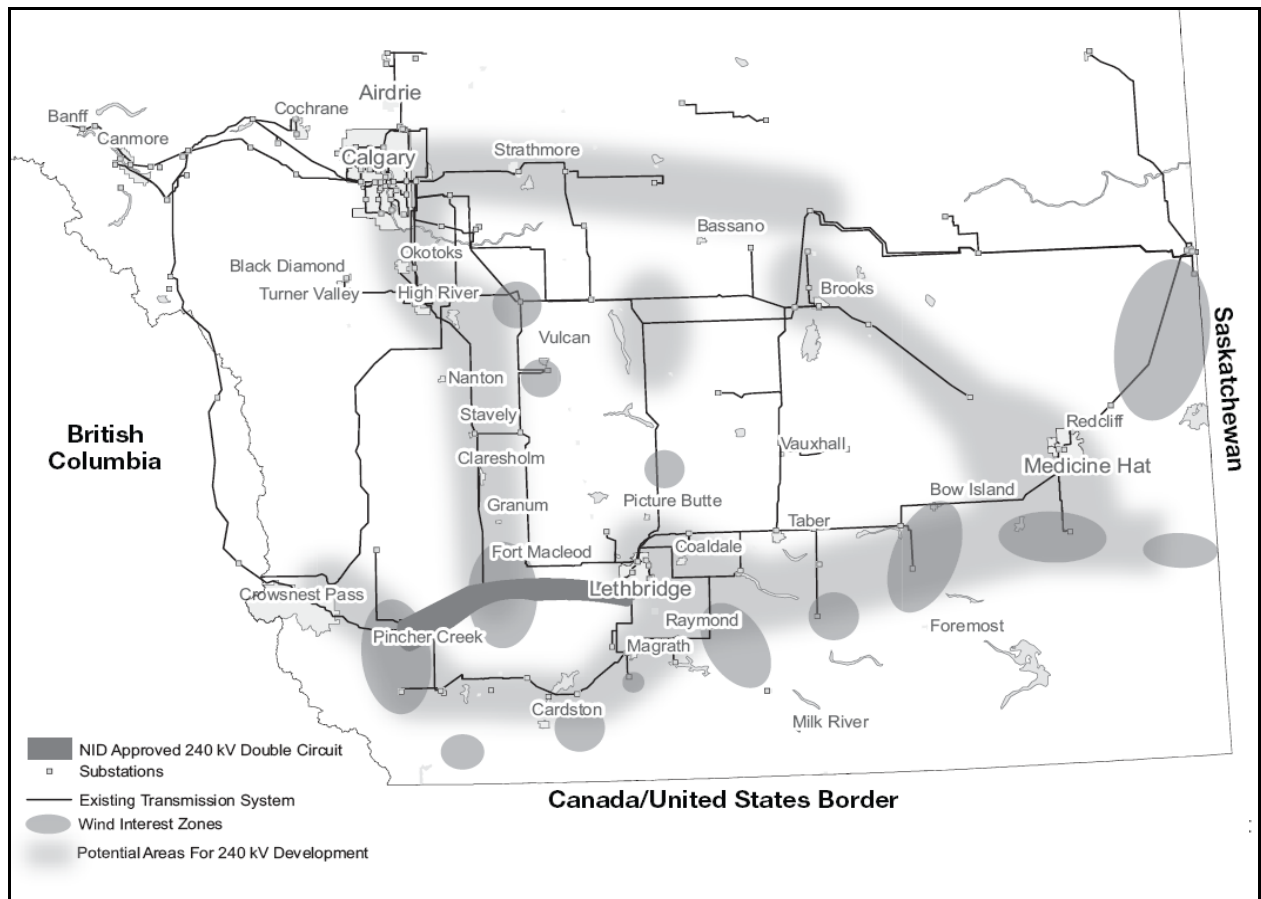 Airdrie
Cochrane
Banff
Canmore
Calgary
Strathmore
Bassano
Okotoks
Black Diamond
Turner Valley
High River
Brooks
Vulcan
Saskatchewan
Nanton
Stavely
Redcliff
British
Columbia
Claresholm
Vauxhall
Medicine Hat
Bow Island
Granum
Picture Butte
Taber
Fort Macleod
Coaldale
Crowsnest Pass
Lethbridge
Raymond
Foremost
Pincher Creek
Magrath
Cardston
Milk River
NID Approved 240 kV Double Circuit
Substations
Existing Transmission System
Canada/United States Border
Wind Interest Zones
Potential Areas For 240 kV Development